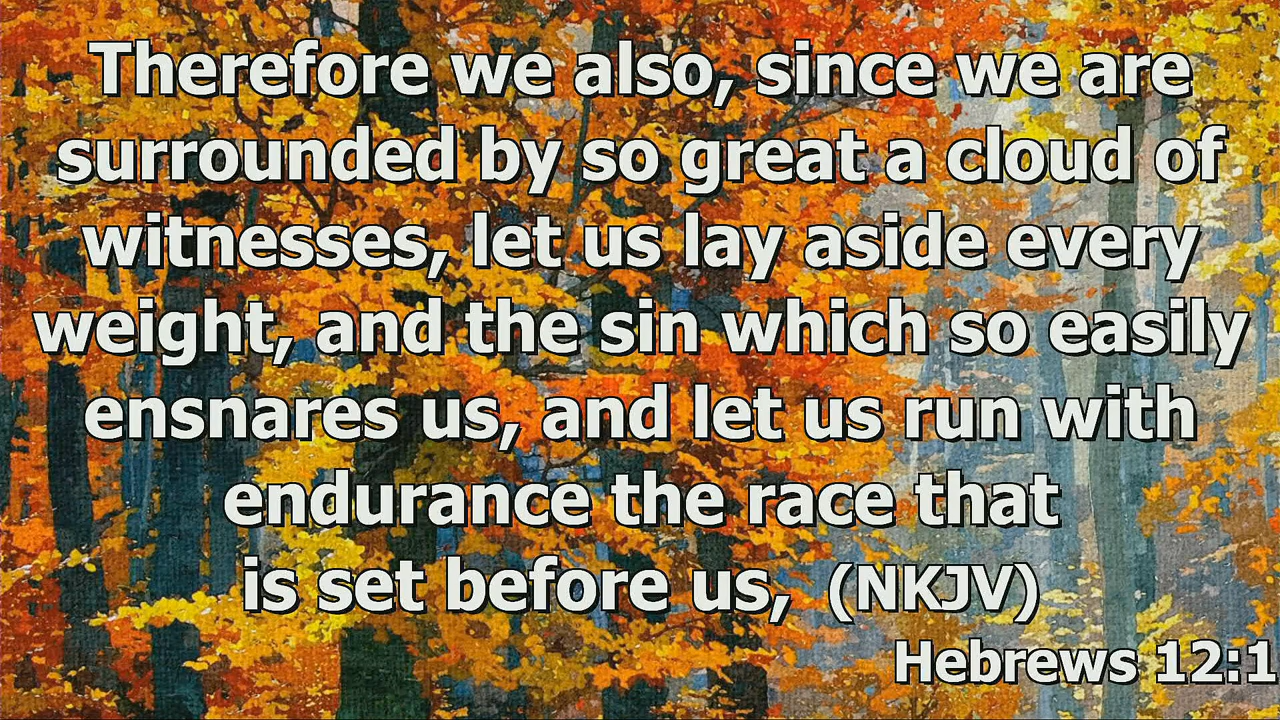 Therefore we also, since we are
surrounded by so great a cloud of
witnesses, let us lay aside every
weight, and the sin which so easily
ensnares us, and let us run with
endurance the race that
is set before us, (NKJV)
Hebrews 12:1